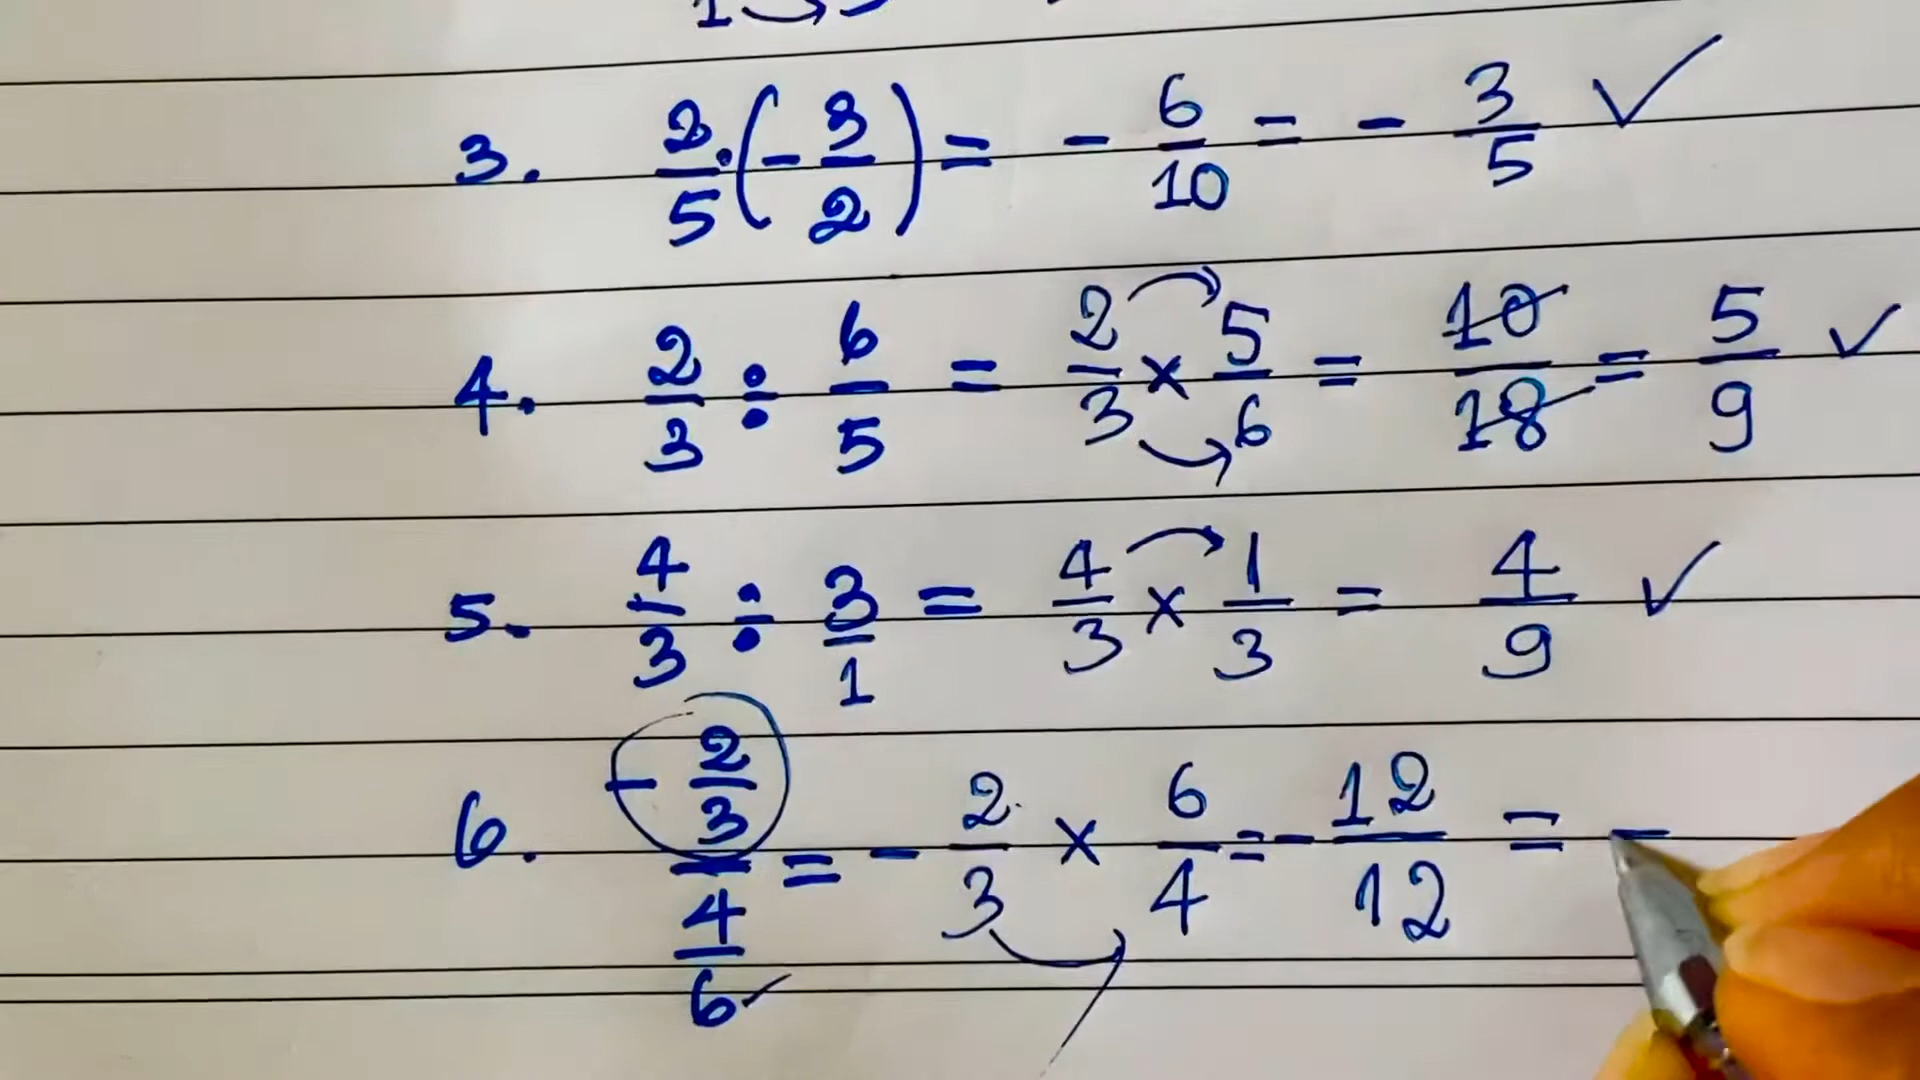 1
3. 2/5 · (- 3/2) = - 6/10 = - 3/5 ✓
4. 2/3 ÷ 6/5 = 2/3 × 5/6 = 10/18 = 5/9 ✓
5. 4/3 ÷ 3/1 = 4/3 × 1/3 = 4/9 ✓
6. (- 2/3)/(4/6) = - 2/3 × 6/4 = - 12/12 = -